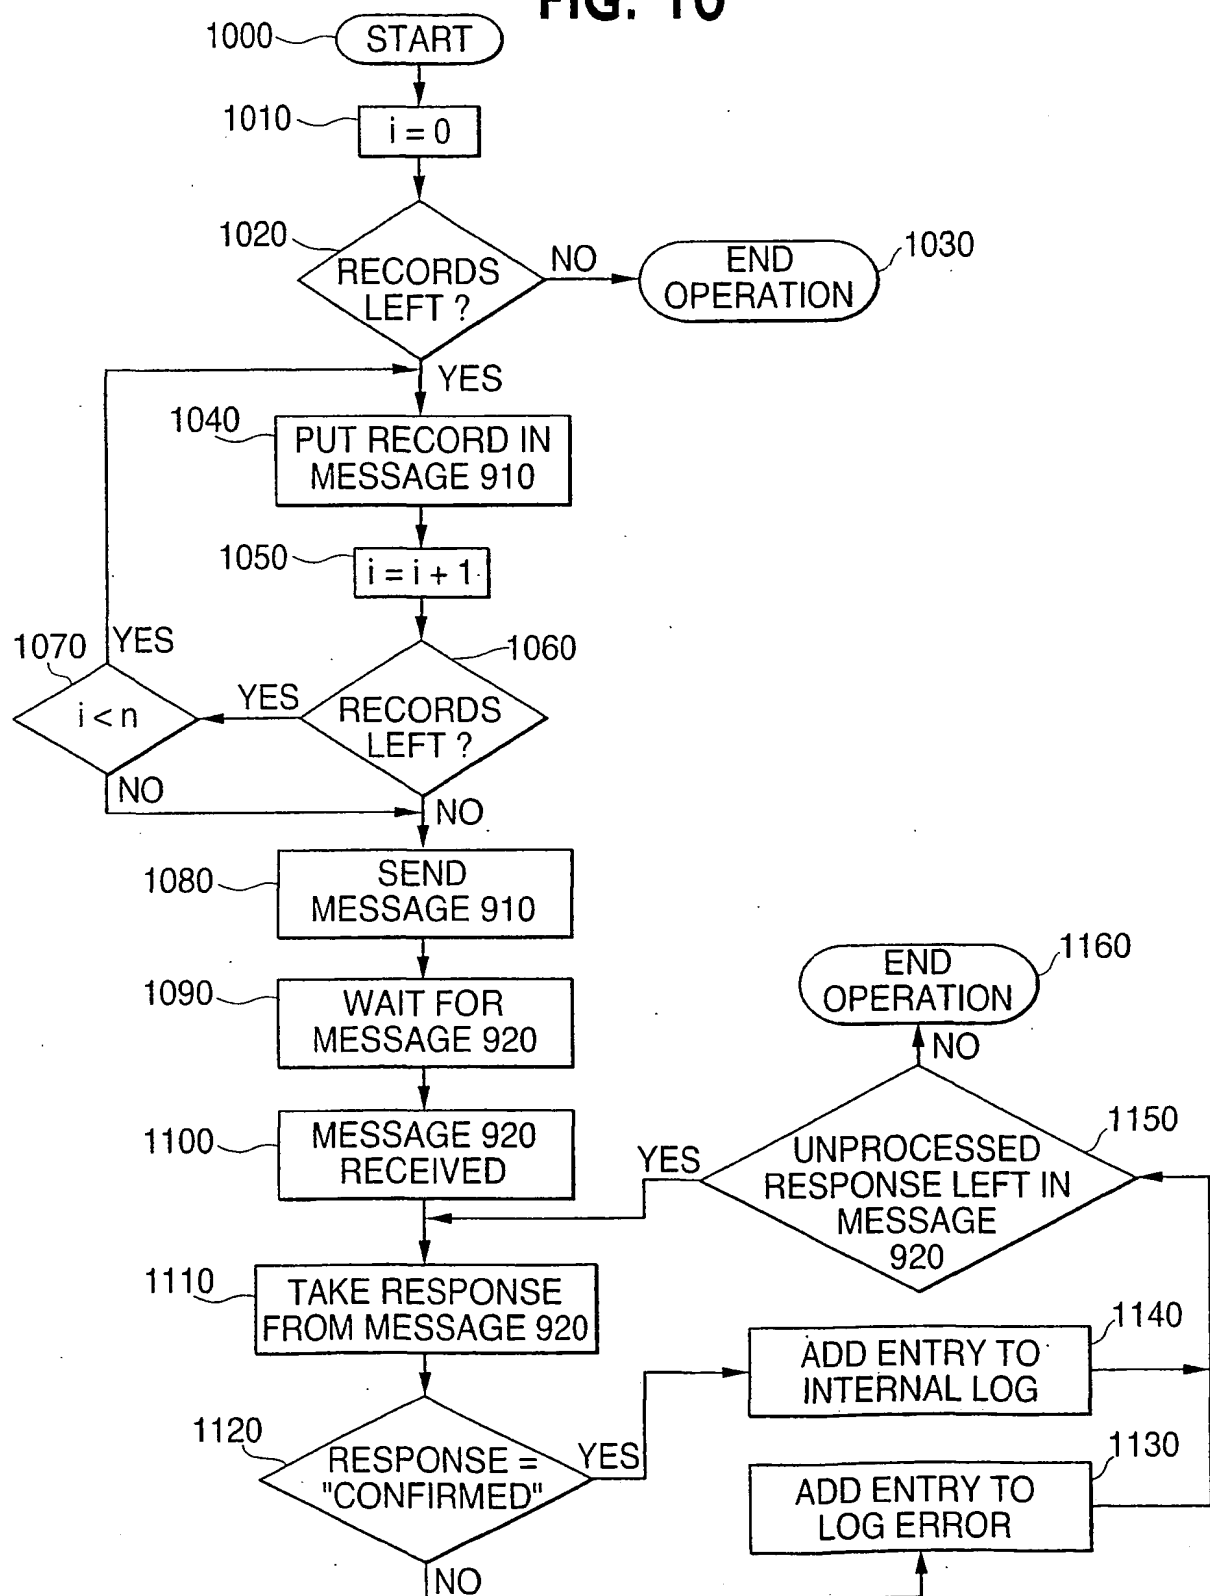 FIG. 10
1000
START
1010
i = 0
1020
RECORDS
LEFT ?
NO
END
OPERATION
1030
YES
1040
PUT RECORD IN
MESSAGE 910
1050
i = i + 1
1060
RECORDS
LEFT ?
YES
1070
i < n
YES
NO
NO
1080
SEND
MESSAGE 910
1090
WAIT FOR
MESSAGE 920
1100
MESSAGE 920
RECEIVED
1110
TAKE RESPONSE
FROM MESSAGE 920
1120
RESPONSE =
"CONFIRMED"
YES
NO
1130
ADD ENTRY TO
LOG ERROR
1140
ADD ENTRY TO
INTERNAL LOG
1150
UNPROCESSED
RESPONSE LEFT IN
MESSAGE
920
YES
NO
1160
END
OPERATION